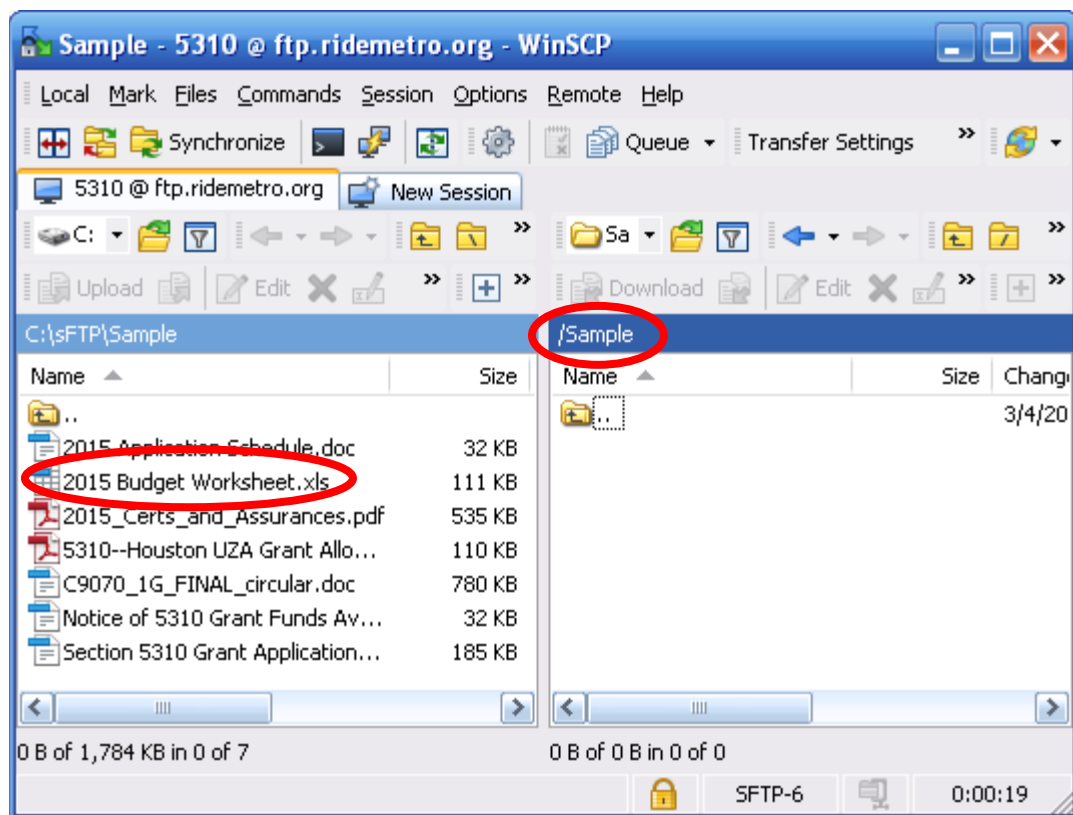 Sample - 5310 @ ftp.ridemetro.org - WinSCP
Local Mark Files Commands Session Options Remote Help
Synchronize Queue Transfer Settings »
5310 @ ftp.ridemetro.org New Session
C: » Sa »
Upload Edit » » Download Edit » »
C:\sFTP\Sample /Sample
Name Size Name Size Chang
.. .. 3/4/20
2015 Application Schedule.doc 32 KB
2015 Budget Worksheet.xls 111 KB
2015_Certs_and_Assurances.pdf 535 KB
5310--Houston UZA Grant Allo... 110 KB
C9070_1G_FINAL_circular.doc 780 KB
Notice of 5310 Grant Funds Av... 32 KB
Section 5310 Grant Application... 185 KB
0 B of 1,784 KB in 0 of 7 0 B of 0 B in 0 of 0
SFTP-6 0:00:19